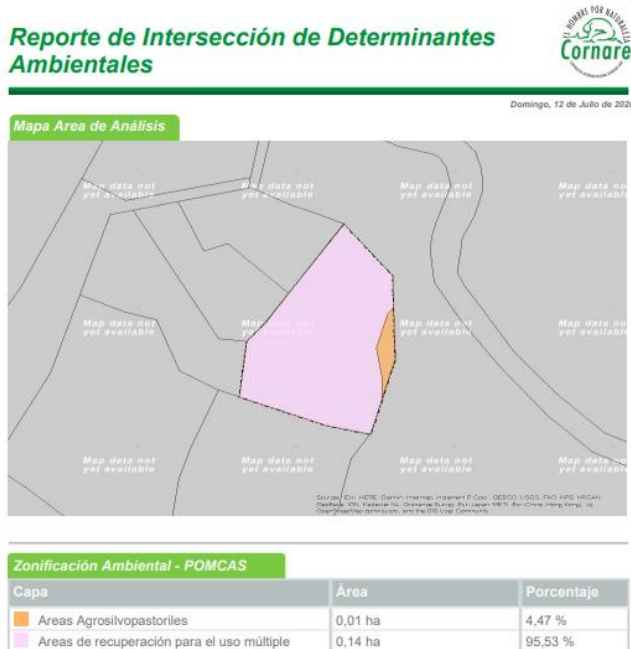 EL HOMBRE POR NATURALEZA
Reporte de Intersección de Determinantes
Ambientales
Cornare
Domingo, 12 de Julio de 202
Mapa Area de Análisis
Map data not Map data not Map data not Map data not
yet available yet available yet available yet available
Map data not Map data not Map data not Map data not
yet available yet available yet available yet available
Map data not Map data not Map data not Map data not
yet available yet available yet available yet available
Zonificación Ambiental - POMCAS
Capa Área Porcentaje
Areas Agrosilvopastoriles 0,01 ha 4,47 %
Areas de recuperación para el uso múltiple 0,14 ha 95,53 %